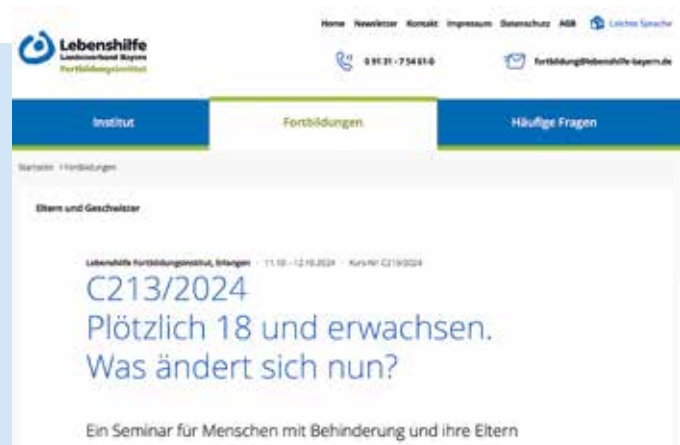 Home Newsletter Kontakt Impressum Datenschutz AGB Leichte Sprache
Lebenshilfe
Landesverband Bayern
Fortbildungsinstitut
0 91 31 - 7 54 61-0
fortbildung@lebenshilfe-bayern.de
Institut
Fortbildungen
Häufige Fragen
Startseite › Fortbildungen
Eltern und Geschwister
Lebenshilfe Fortbildungsinstitut, Erlangen · 11.10. - 12.10.2024 · Kurs-Nr: C213/2024
C213/2024
Plötzlich 18 und erwachsen.
Was ändert sich nun?
Ein Seminar für Menschen mit Behinderung und ihre Eltern